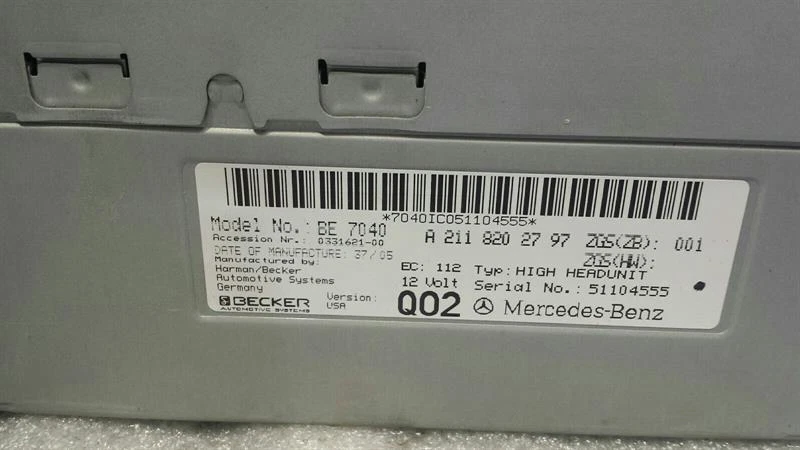 *7040IC051104555*
Model No.: BE 7040
A 211 820 27 97 ZGS(ZB): 001
Accession Nr.: 0331621-00
ZGS(HW):
DATE OF MANUFACTURE: 37/05
Manufactured by:
Harman/Becker
Automotive Systems
Germany
EC: 112 Typ: HIGH HEADUNIT
12 Volt Serial No.: 51104555
BECKER
AUTOMOTIVE SYSTEMS
Version:
USA
Q02 Mercedes-Benz